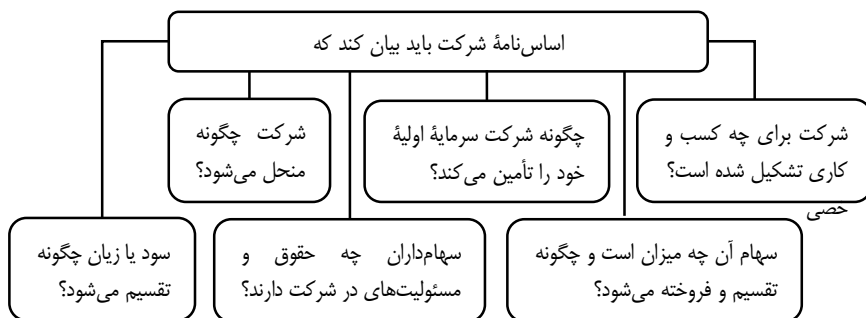 اساس‌نامهٔ شرکت باید بیان کند که
شرکت برای چه کسب و
کاری تشکیل شده است؟
چگونه شرکت سرمایهٔ اولیهٔ
خود را تأمین می‌کند؟
شرکت چگونه
منحل می‌شود؟
حصی
سهام آن چه میزان است و چگونه
تقسیم و فروخته می‌شود؟
سهام‌داران چه حقوق و
مسئولیت‌های در شرکت دارند؟
سود یا زیان چگونه
تقسیم می‌شود؟